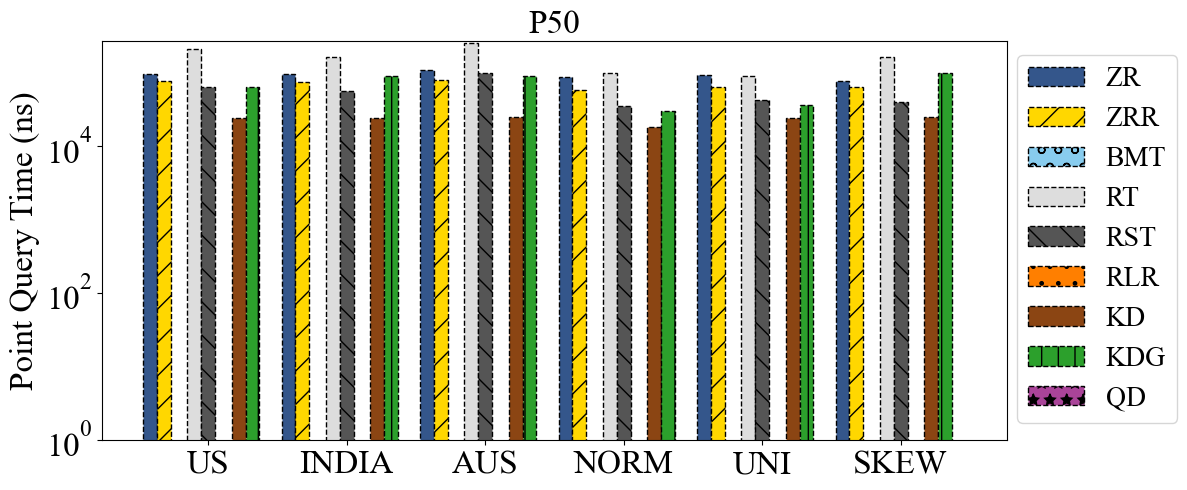 P50
Point Query Time (ns)
10^4
10^2
10^0
US INDIA AUS NORM UNI SKEW
ZR
ZRR
BMT
RT
RST
RLR
KD
KDG
QD